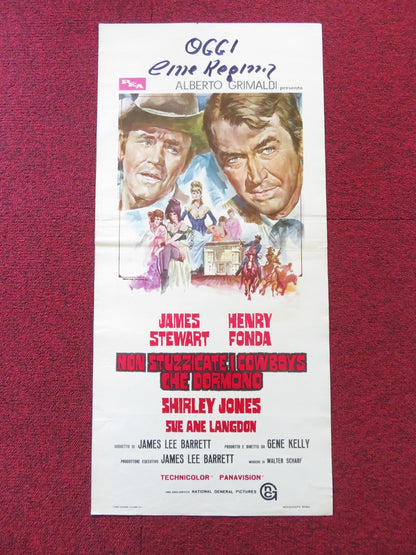 OGGI
Cine Regina
PEA
ALBERTO GRIMALDI presenta
JAMES STEWART
HENRY FONDA
NON STUZZICATE I COWBOYS
CHE DORMONO
SHIRLEY JONES
SUE ANE LANGDON
SOGGETTO DI JAMES LEE BARRETT PRODOTTO E DIRETTO DA GENE KELLY
PRODUTTORE ESECUTIVO JAMES LEE BARRETT MUSICHE DI WALTER SCHARF
TECHNICOLOR® PANAVISION®
NATIONAL GENERAL PICTURES